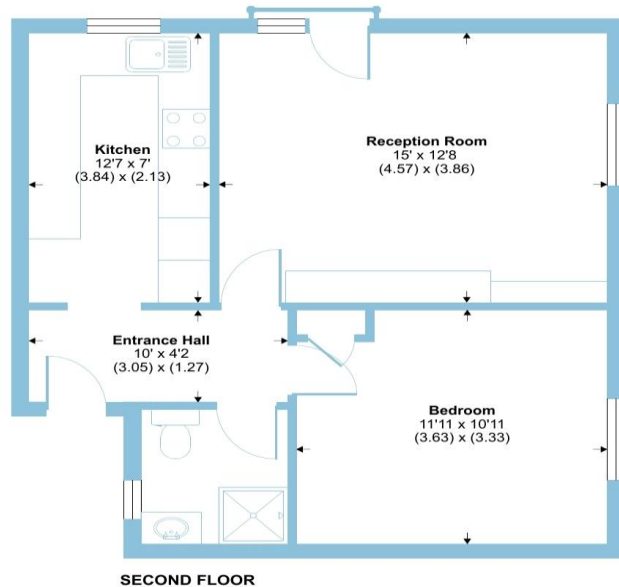 Kitchen
12'7 x 7'
(3.84) x (2.13)
Reception Room
15' x 12'8
(4.57) x (3.86)
Entrance Hall
10' x 4'2
(3.05) x (1.27)
Bedroom
11'11 x 10'11
(3.63) x (3.33)
SECOND FLOOR